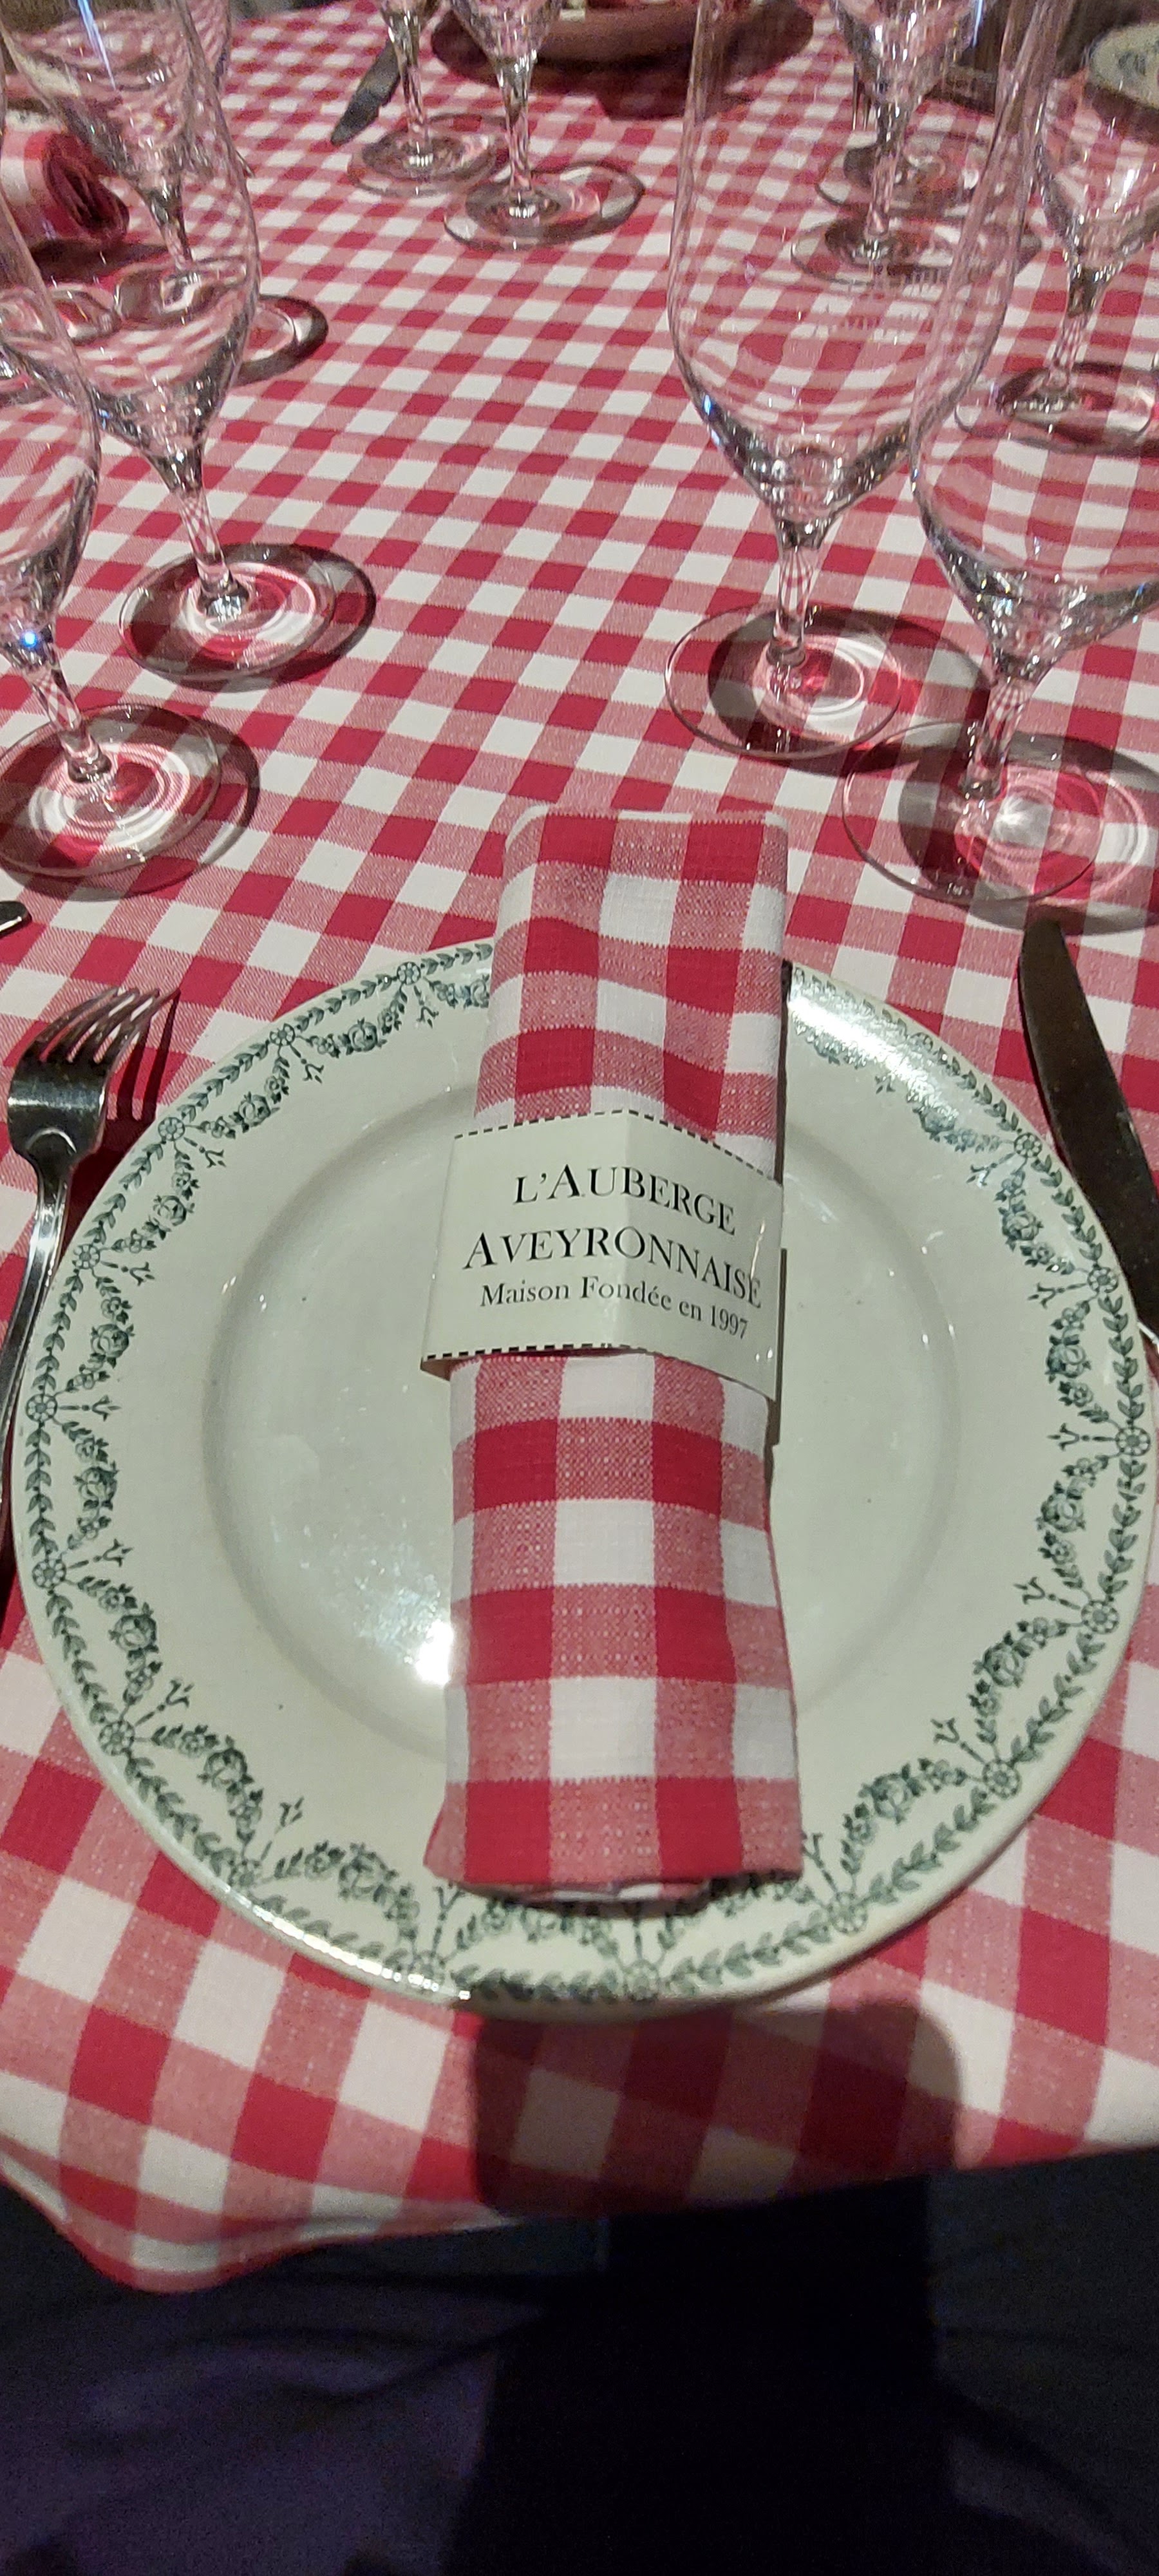 L'AUBERGE
AVEYRONNAISE
Maison Fondée en 1997